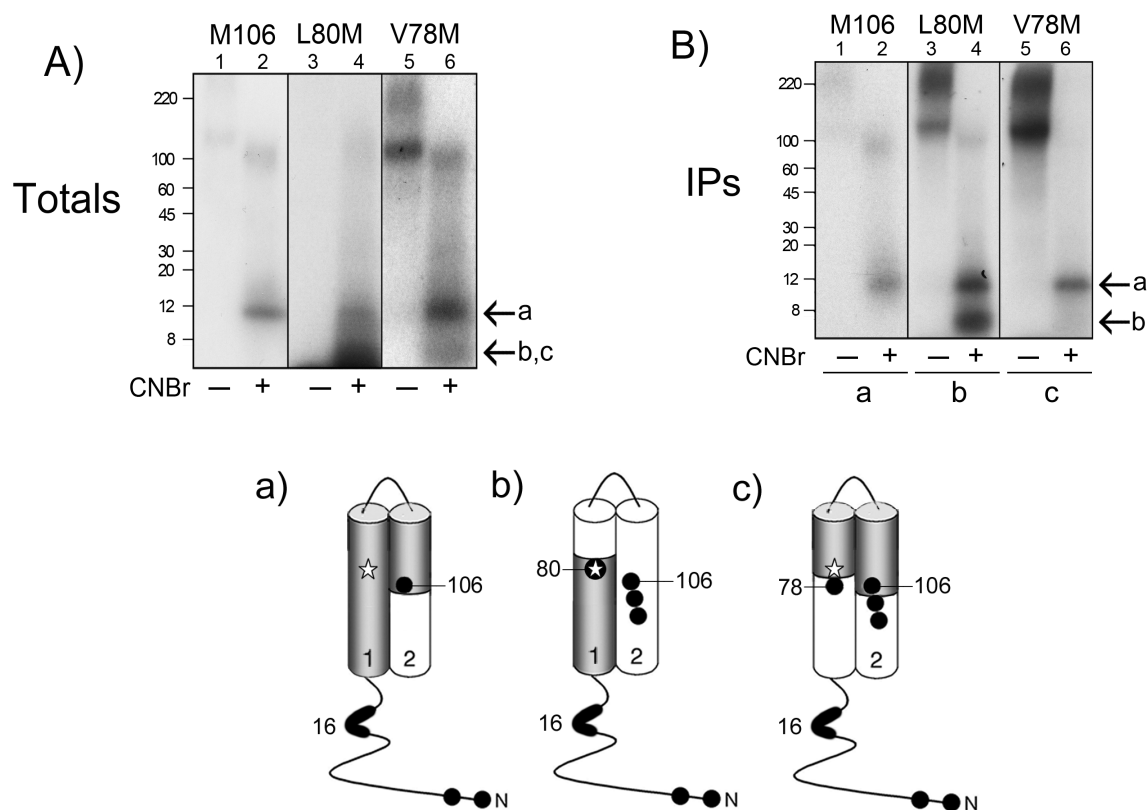 A)
M106 L80M V78M
1 2 3 4 5 6
Totals
220
100
60
45
30
20
12
8
a
b,c
CNBr — + — + — +
B)
M106 L80M V78M
1 2 3 4 5 6
IPs
220
100
60
45
30
20
12
8
a
b
CNBr — + — + — +
a b c
a)
106
1 2
16
N
b)
80
106
1 2
16
N
c)
78
106
2
16
N